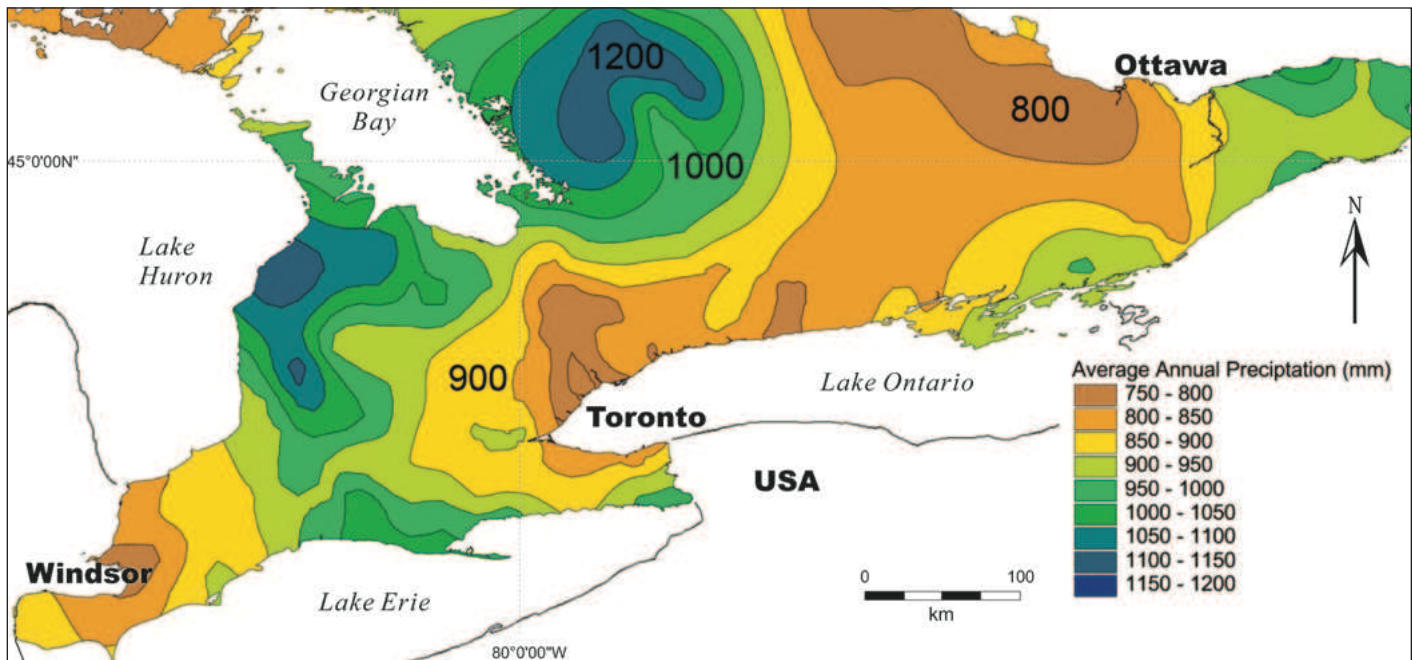 1200
Georgian
Bay
Ottawa
800
45°0'00N"
1000
N
Lake
Huron
900
Lake Ontario
Toronto
USA
Windsor
Lake Erie
80°0'00"W
0 100
km
Average Annual Preciptation (mm)
750 - 800
800 - 850
850 - 900
900 - 950
950 - 1000
1000 - 1050
1050 - 1100
1100 - 1150
1150 - 1200